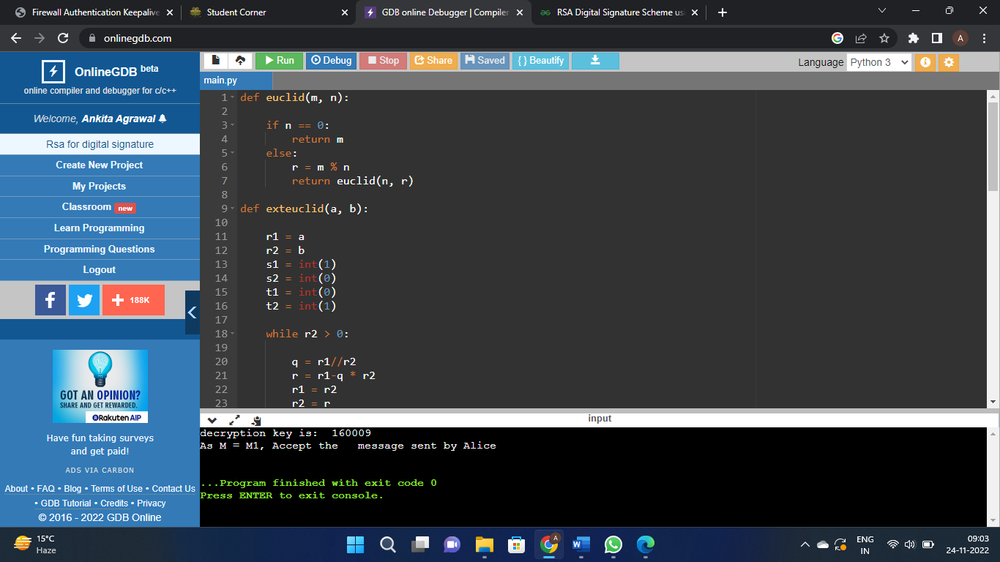 Firewall Authentication Keepalive
Student Corner
GDB online Debugger | Compiler
RSA Digital Signature Scheme us
onlinegdb.com
A
OnlineGDB beta
online compiler and debugger for c/c++
Welcome, Ankita Agrawal
Rsa for digital signature
Create New Project
My Projects
Classroom new
Learn Programming
Programming Questions
Logout
188K
GOT AN OPINION?
SHARE AND GET REWARDED.
Rakuten AIP
Have fun taking surveys
and get paid!
ADS VIA CARBON
About • FAQ • Blog • Terms of Use • Contact Us
• GDB Tutorial • Credits • Privacy
© 2016 - 2022 GDB Online
Run Debug Stop Share Saved { } Beautify
Language Python 3
main.py
1 def euclid(m, n):
2
3 if n == 0:
4 return m
5 else:
6 r = m % n
7 return euclid(n, r)
8
9 def exteuclid(a, b):
10
11 r1 = a
12 r2 = b
13 s1 = int(1)
14 s2 = int(0)
15 t1 = int(0)
16 t2 = int(1)
17
18 while r2 > 0:
19
20 q = r1//r2
21 r = r1-q * r2
22 r1 = r2
23 r2 = r
input
decryption key is: 160009
As M = M1, Accept the message sent by Alice
...Program finished with exit code 0
Press ENTER to exit console.
15°C
Haze
A
ENG
IN
09:03
24-11-2022